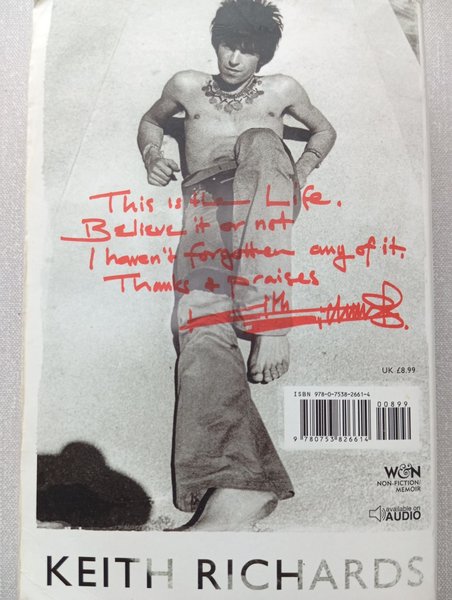 This is the Life.
Believe it or not
I haven't forgotten any of it.
Thanks & praises
UK £8.99
ISBN 978-0-7538-2661-4
00899
9 780753 826614
W&N
NON-FICTION/
MEMOIR
available on
AUDIO
KEITH RICHARDS